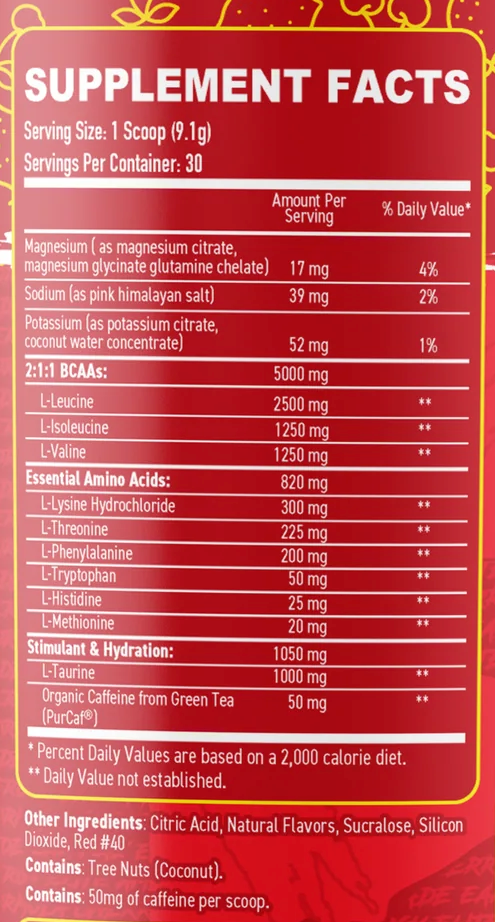 SUPPLEMENT FACTS
Serving Size: 1 Scoop (9.1g)
Servings Per Container: 30
Amount Per
Serving
% Daily Value*
Magnesium ( as magnesium citrate,
magnesium glycinate glutamine chelate) 17 mg 4%
Sodium (as pink himalayan salt) 39 mg 2%
Potassium (as potassium citrate,
coconut water concentrate) 52 mg 1%
2:1:1 BCAAs: 5000 mg
L-Leucine 2500 mg **
L-Isoleucine 1250 mg **
L-Valine 1250 mg **
Essential Amino Acids: 820 mg
L-Lysine Hydrochloride 300 mg **
L-Threonine 225 mg **
L-Phenylalanine 200 mg **
L-Tryptophan 50 mg **
L-Histidine 25 mg **
L-Methionine 20 mg **
Stimulant & Hydration: 1050 mg
L-Taurine 1000 mg **
Organic Caffeine from Green Tea 50 mg **
(PurCaf®)
* Percent Daily Values are based on a 2,000 calorie diet.
** Daily Value not established.
Other Ingredients: Citric Acid, Natural Flavors, Sucralose, Silicon
Dioxide, Red #40
Contains: Tree Nuts (Coconut).
Contains: 50mg of caffeine per scoop.